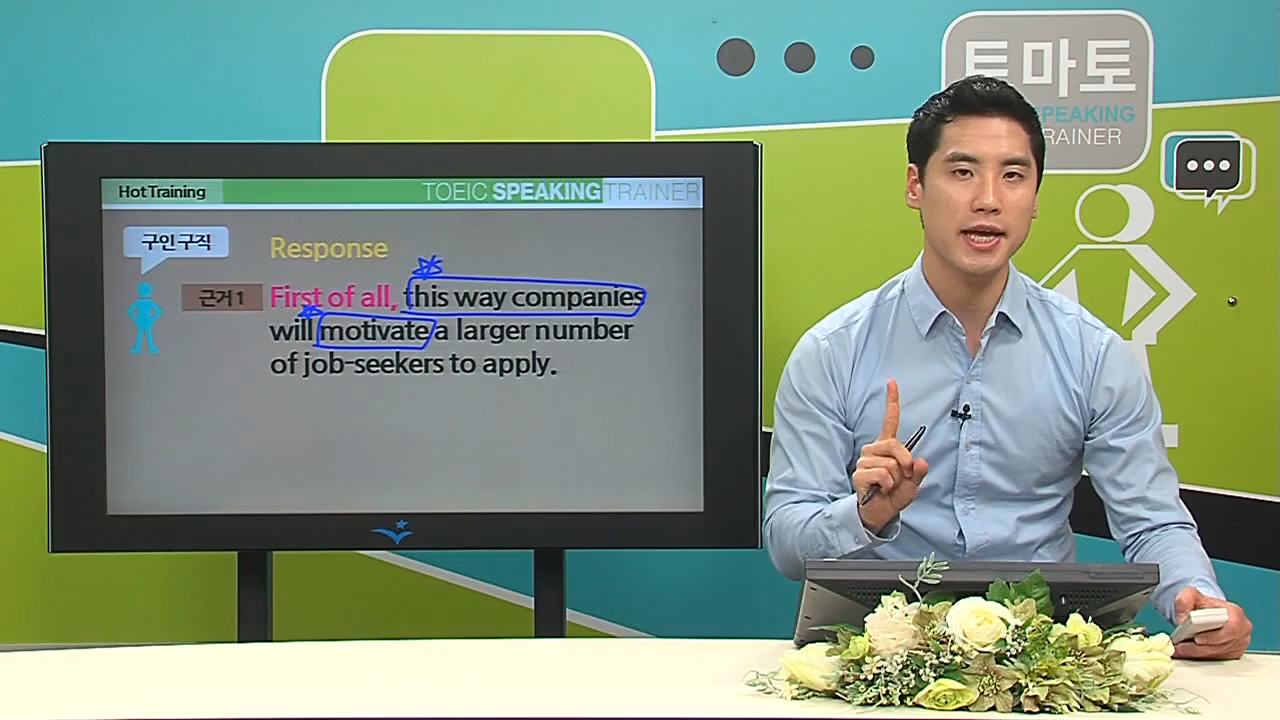 토마토
SPEAKING
TRAINER
Hot Training
TOEIC SPEAKING TRAINER
구인 구직
Response
근거 1
First of all, this way companies
will motivate a larger number
of job-seekers to apply.